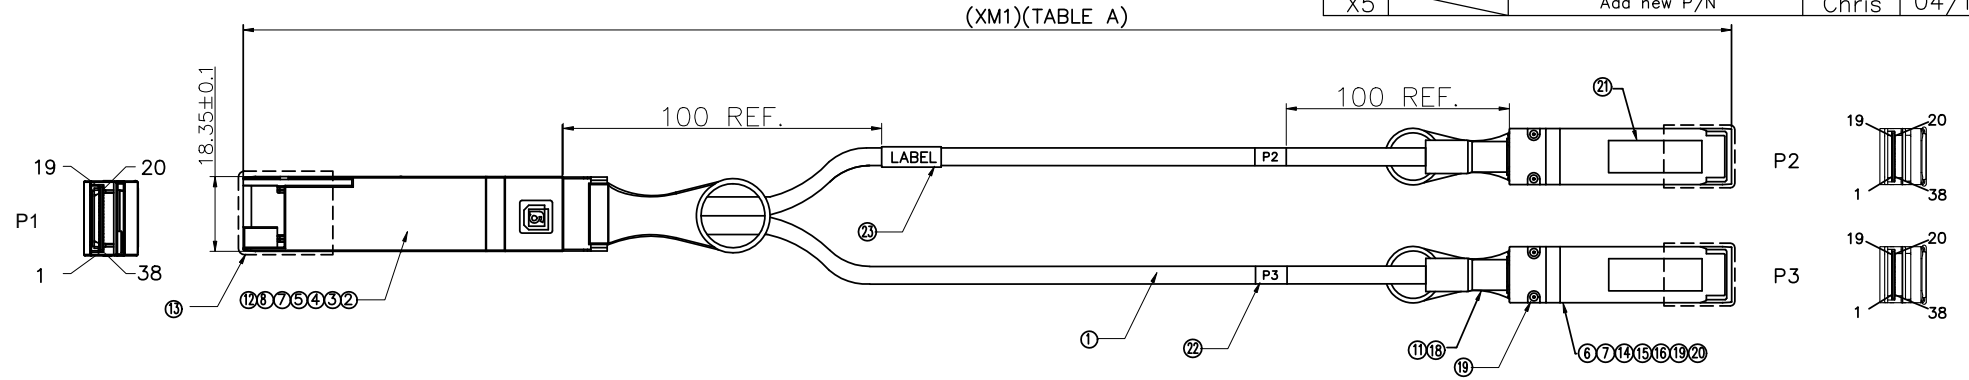 (XM1)(TABLE A)
X5 Add new P/N Chris
18.35±0.1
100 REF.
100 REF.
21
19 20
P1
1 38
LABEL
P2
P2
19 20
1 38
23
13
12 8 7 5 4 3 2
P3
P3
19 20
1 38
1
22
11 18
19
6 7 14 15 16 19 20